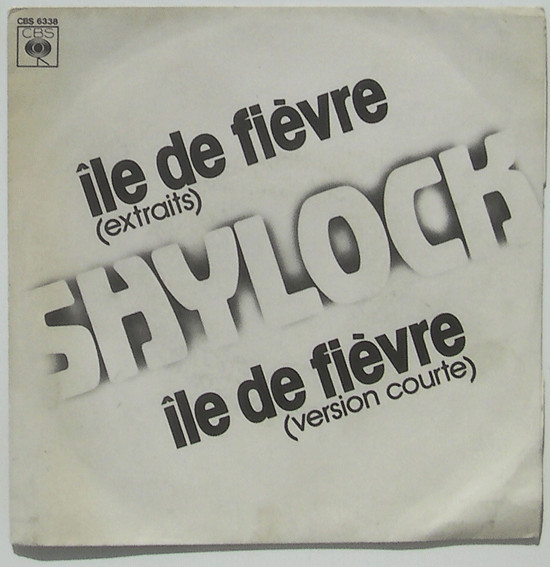 CBS 6338
CBS
île de fièvre
(extraits)
SHYLOCK
île de fièvre
(version courte)